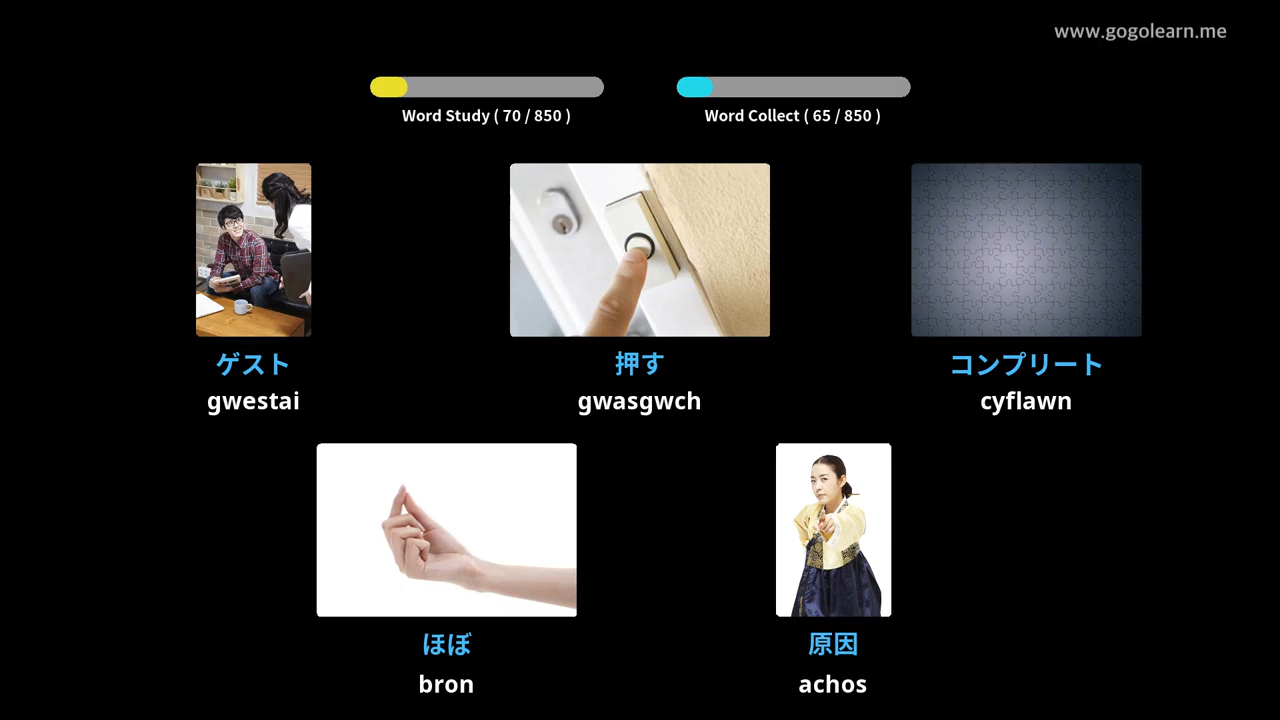 www.gogolearn.me
Word Study ( 70 / 850 )
Word Collect ( 65 / 850 )
ゲスト
gwestai
押す
gwasgwch
コンプリート
cyflawn
ほぼ
bron
原因
achos